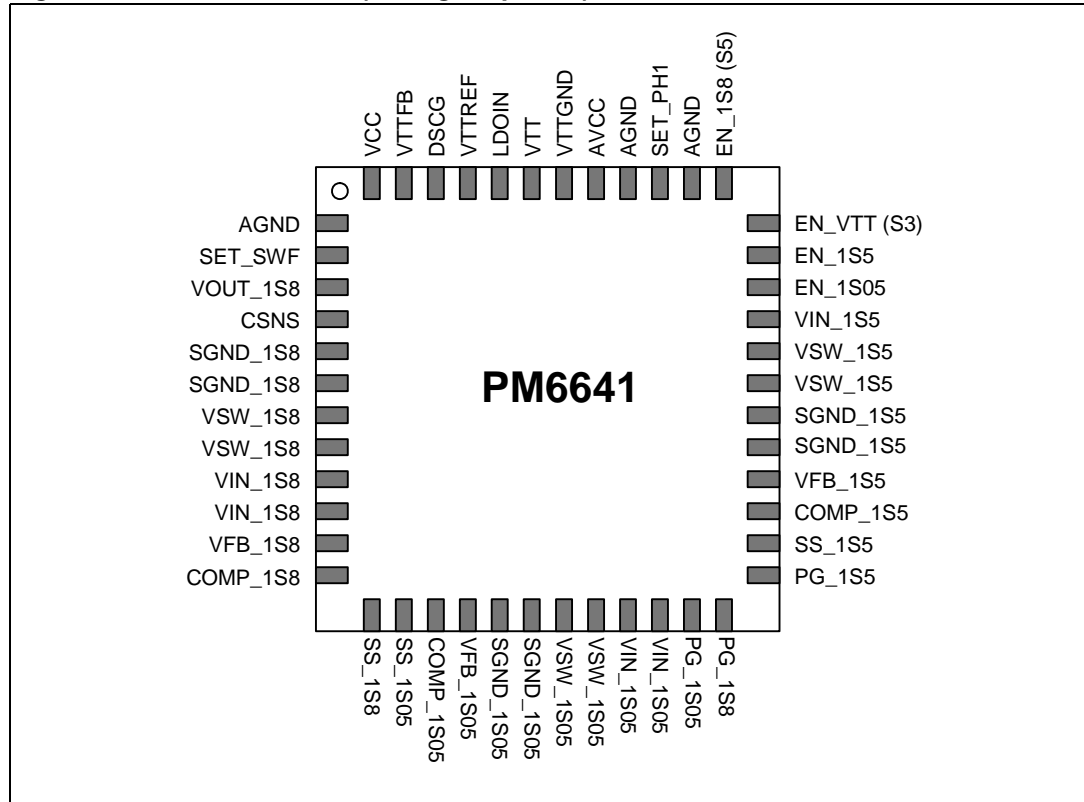 VCC
VTTFB
DSCG
VTTREF
LDOIN
VTT
VTTGND
AVCC
AGND
SET_PH1
AGND
EN_1S8 (S5)
AGND
SET_SWF
VOUT_1S8
CSNS
SGND_1S8
SGND_1S8
VSW_1S8
VSW_1S8
VIN_1S8
VIN_1S8
VFB_1S8
COMP_1S8
PM6641
EN_VTT (S3)
EN_1S5
EN_1S05
VIN_1S5
VSW_1S5
VSW_1S5
SGND_1S5
SGND_1S5
VFB_1S5
COMP_1S5
SS_1S5
PG_1S5
SS_1S8
SS_1S05
COMP_1S05
VFB_1S05
SGND_1S05
SGND_1S05
VSW_1S05
VSW_1S05
VIN_1S05
VIN_1S05
PG_1S05
PG_1S8